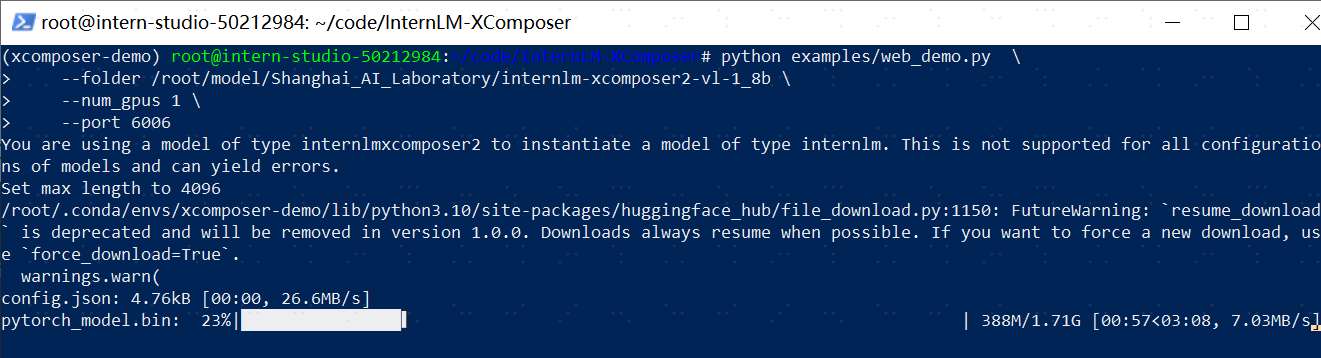 root@intern-studio-50212984: ~/code/InternLM-XComposer
(xcomposer-demo) root@intern-studio-50212984:~/code/InternLM-XComposer# python examples/web_demo.py  \
>     --folder /root/model/Shanghai_AI_Laboratory/internlm-xcomposer2-vl-1_8b \
>     --num_gpus 1 \
>     --port 6006
You are using a model of type internlmxcomposer2 to instantiate a model of type internlm. This is not supported for all configuratio
ns of models and can yield errors.
Set max length to 4096
/root/.conda/envs/xcomposer-demo/lib/python3.10/site-packages/huggingface_hub/file_download.py:1150: FutureWarning: `resume_download
` is deprecated and will be removed in version 1.0.0. Downloads always resume when possible. If you want to force a new download, us
e `force_download=True`.
  warnings.warn(
config.json: 4.76kB [00:00, 26.6MB/s]
pytorch_model.bin:  23%| | 388M/1.71G [00:57<03:08, 7.03MB/s]